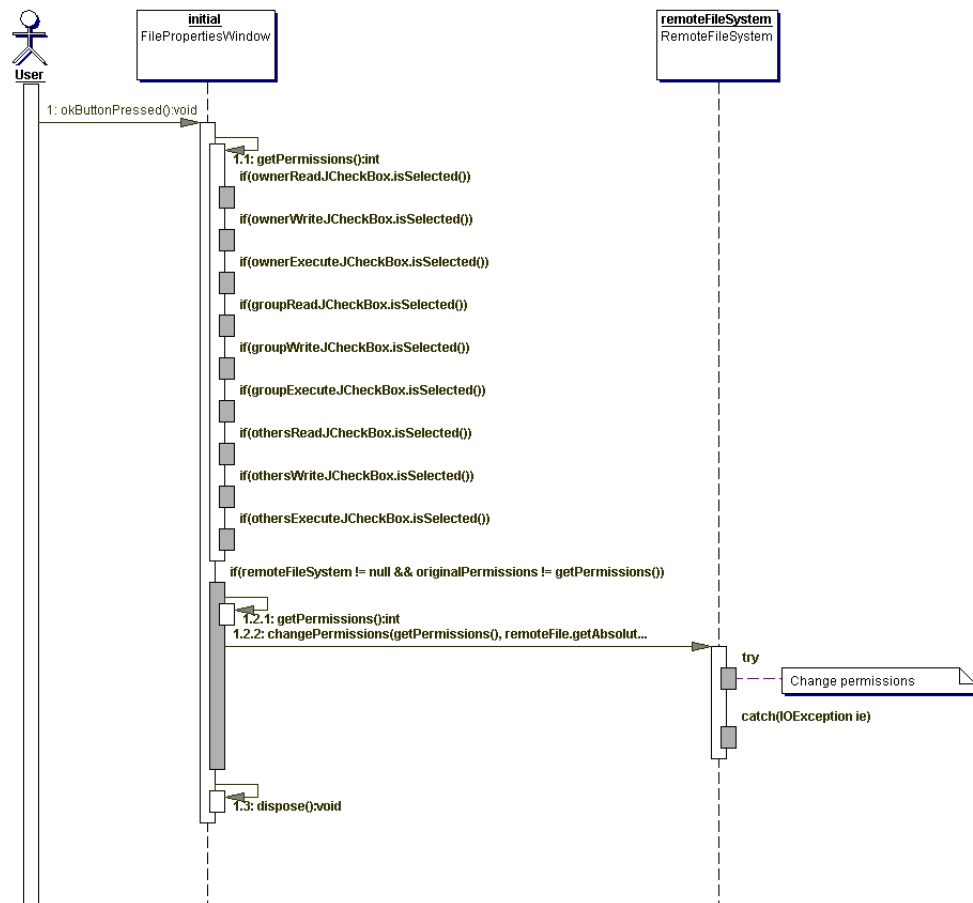 initial
FilePropertiesWindow
remoteFileSystem
RemoteFileSystem
User
1: okButtonPressed():void
1.1: getPermissions():int
if(ownerReadJCheckBox.isSelected())
if(ownerWriteJCheckBox.isSelected())
if(ownerExecuteJCheckBox.isSelected())
if(groupReadJCheckBox.isSelected())
if(groupWriteJCheckBox.isSelected())
if(groupExecuteJCheckBox.isSelected())
if(othersReadJCheckBox.isSelected())
if(othersWriteJCheckBox.isSelected())
if(othersExecuteJCheckBox.isSelected())
if(remoteFileSystem != null && originalPermissions != getPermissions())
1.2.1: getPermissions():int
1.2.2: changePermissions(getPermissions(), remoteFile.getAbsolut...
try
Change permissions
catch(IOException ie)
1.3: dispose():void